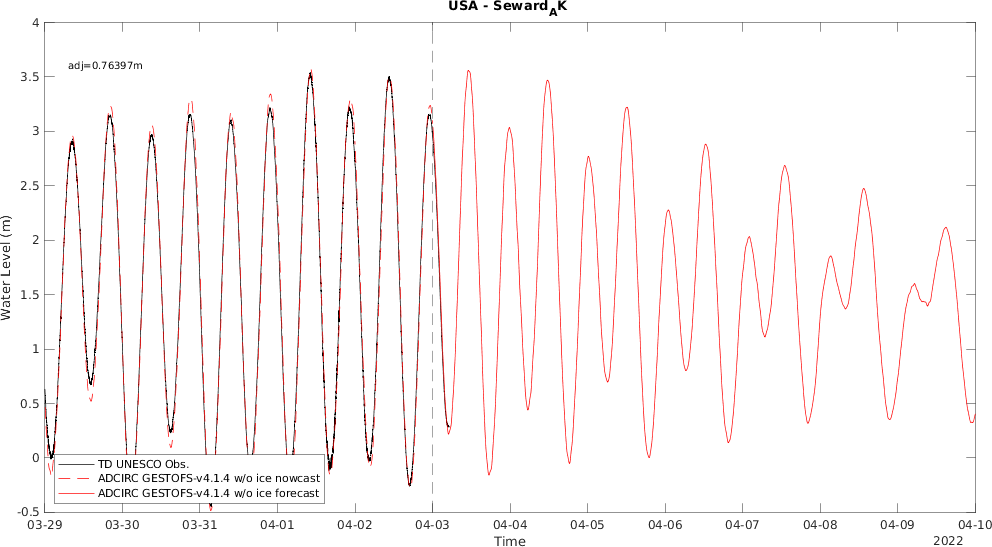 USA - Seward_AK
adj=0.76397m
Water Level (m)
4
3.5
3
2.5
2
1.5
1
0.5
0
-0.5
TD UNESCO Obs.
ADCIRC GESTOFS-v4.1.4 w/o ice nowcast
ADCIRC GESTOFS-v4.1.4 w/o ice forecast
03-29 03-30 03-31 04-01 04-02 04-03 04-04 04-05 04-06 04-07 04-08 04-09 04-10
Time
2022